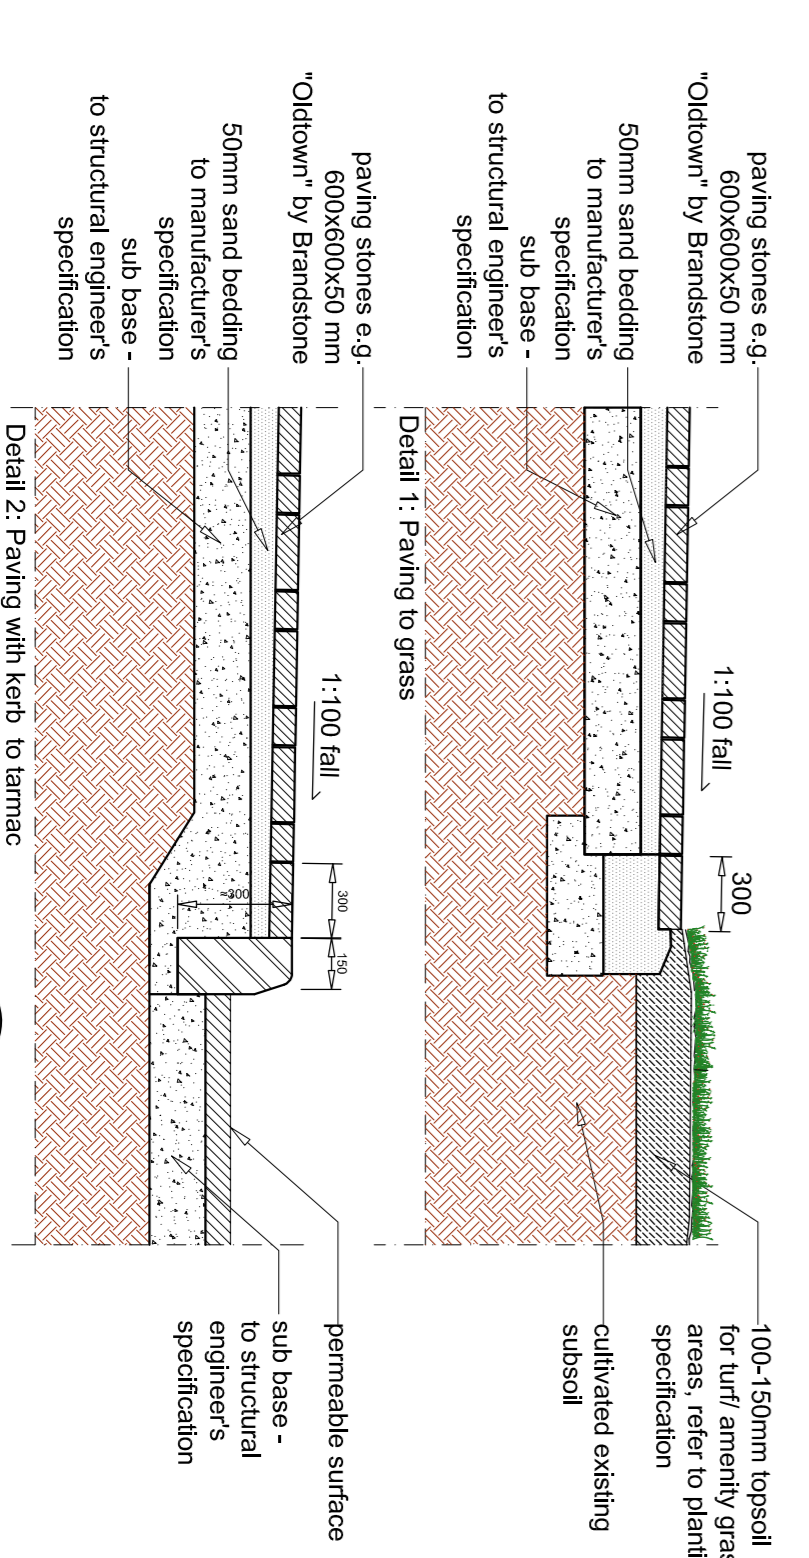 paving stones e.g.
600x600x50 mm
"Oldtown" by Brandstone
50mm sand bedding
to manufacturer's
specification
sub base -
to structural engineer's
specification
1:100 fall
300
100-150mm topsoil
for turf/ amenity gras
areas, refer to planti
specification
cultivated existing
subsoil
Detail 1: Paving to grass
paving stones e.g.
600x600x50 mm
"Oldtown" by Brandstone
50mm sand bedding
to manufacturer's
specification
sub base -
to structural engineer's
specification
1:100 fall
300
150
≈300
permeable surface
sub base -
to structural
engineer's
specification
Detail 2: Paving with kerb to tarmac